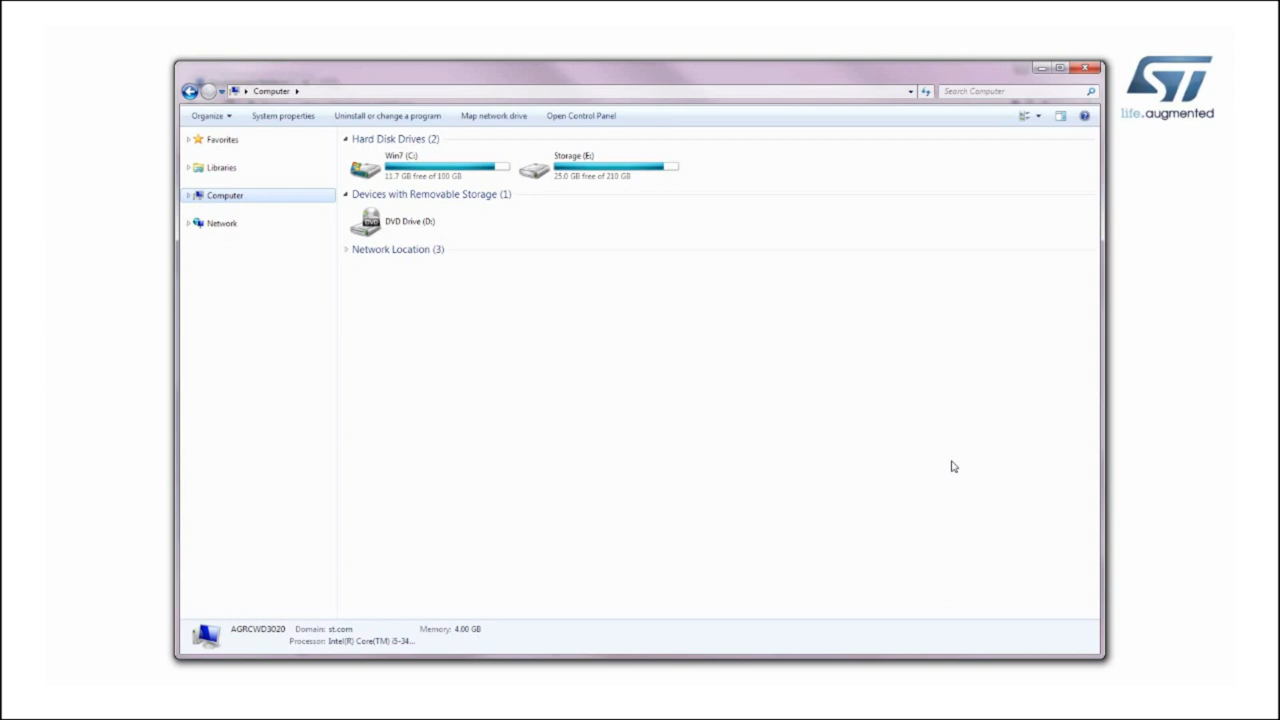 ST
life.augmented
Computer
Search Computer
Organize System properties Uninstall or change a program Map network drive Open Control Panel
Favorites
Libraries
Computer
Network
Hard Disk Drives (2)
Win7 (C:)
11.7 GB free of 100 GB
Storage (E:)
25.0 GB free of 210 GB
Devices with Removable Storage (1)
DVD
DVD Drive (D:)
Network Location (3)
AGRCWD3020 Domain: st.com Memory: 4.00 GB
Processor: Intel(R) Core(TM) i5-34...